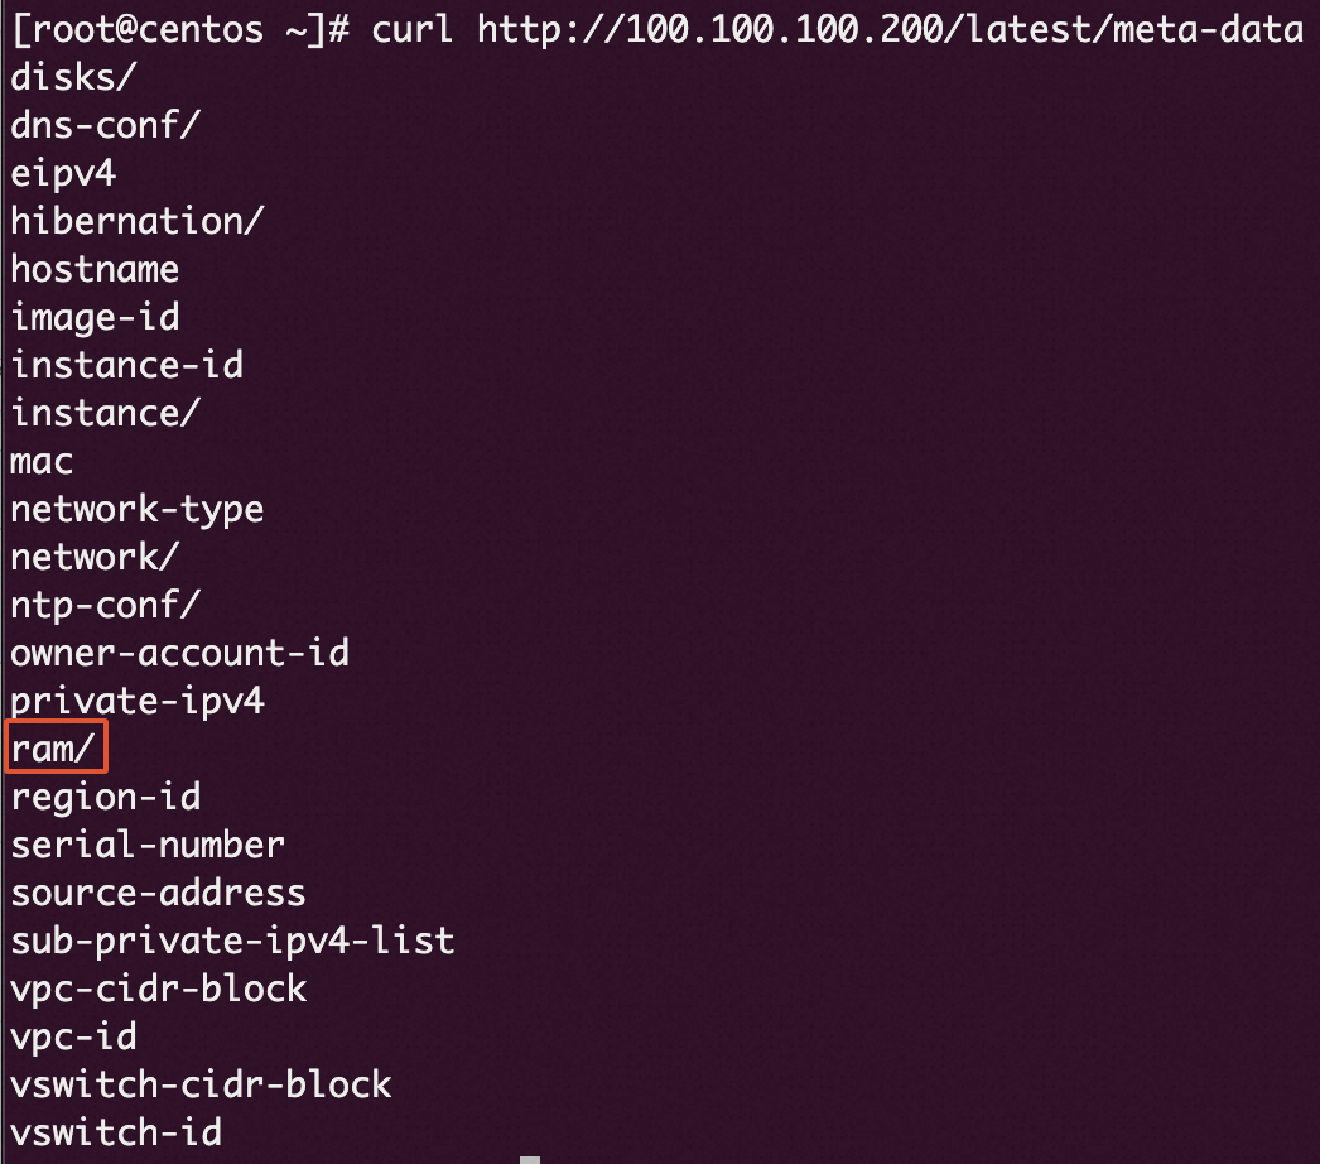 [root@centos ~]# curl http://100.100.100.200/latest/meta-data
disks/
dns-conf/
eipv4
hibernation/
hostname
image-id
instance-id
instance/
mac
network-type
network/
ntp-conf/
owner-account-id
private-ipv4
ram/
region-id
serial-number
source-address
sub-private-ipv4-list
vpc-cidr-block
vpc-id
vswitch-cidr-block
vswitch-id